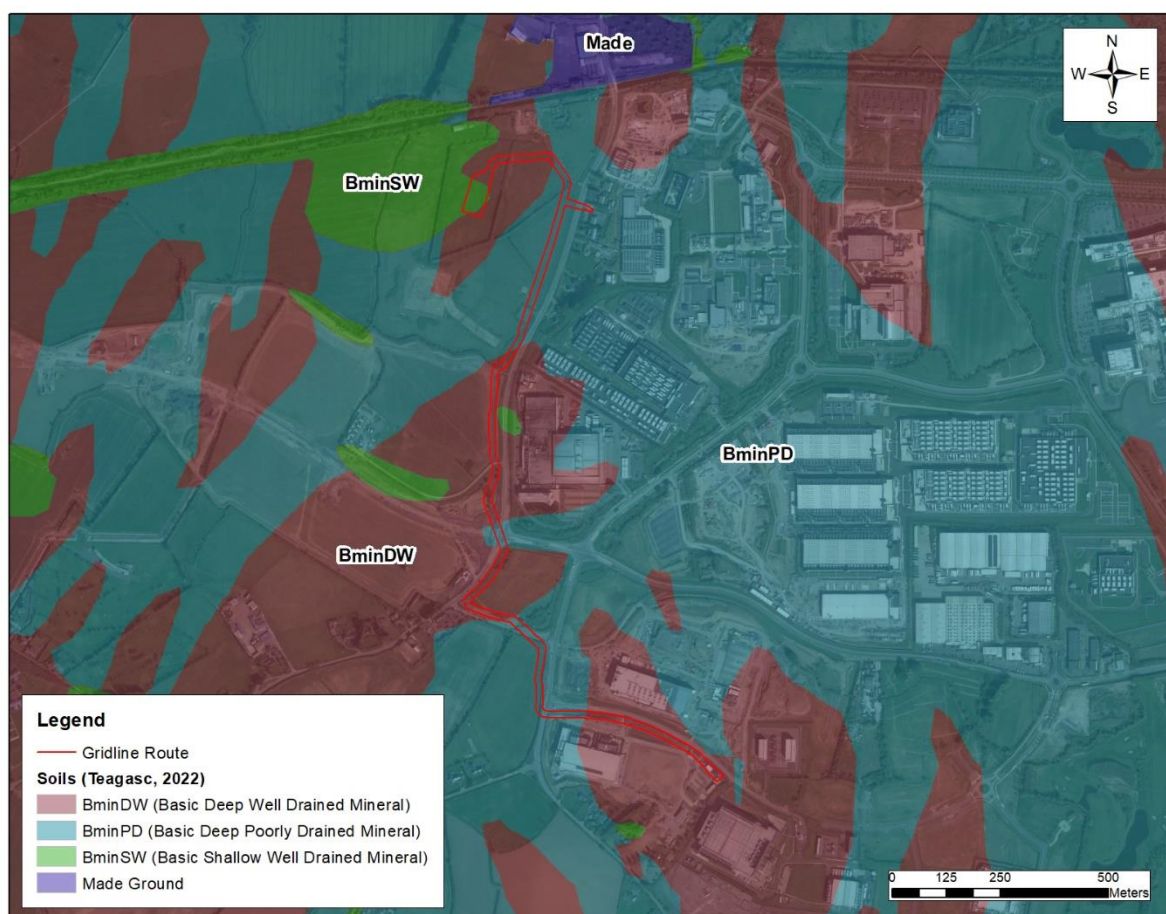 Made
N
W E
S
BminSW
BminPD
BminDW
Legend
Gridline Route
Soils (Teagasc, 2022)
BminDW (Basic Deep Well Drained Mineral)
BminPD (Basic Deep Poorly Drained Mineral)
BminSW (Basic Shallow Well Drained Mineral)
Made Ground
0 125 250 500
Meters